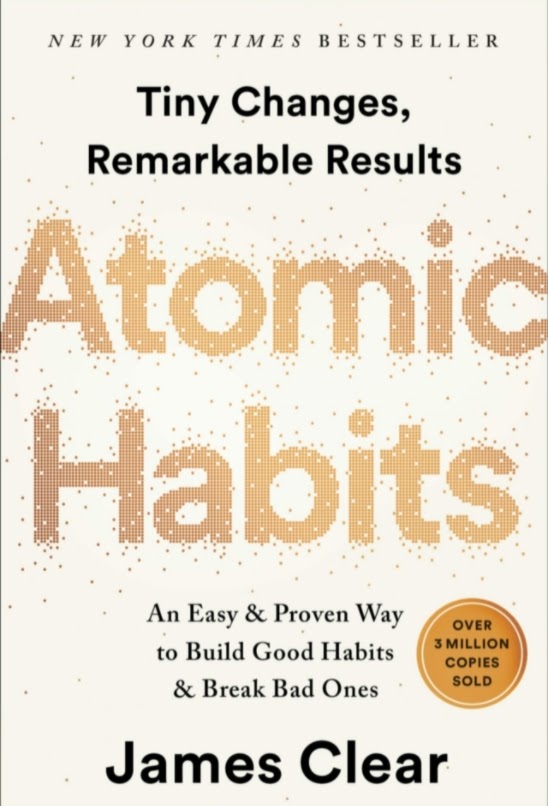 NEW YORK TIMES BESTSELLER
Tiny Changes,
Remarkable Results
Atomic
Habits
An Easy & Proven Way
to Build Good Habits
& Break Bad Ones
OVER
3 MILLION
COPIES
SOLD
James Clear